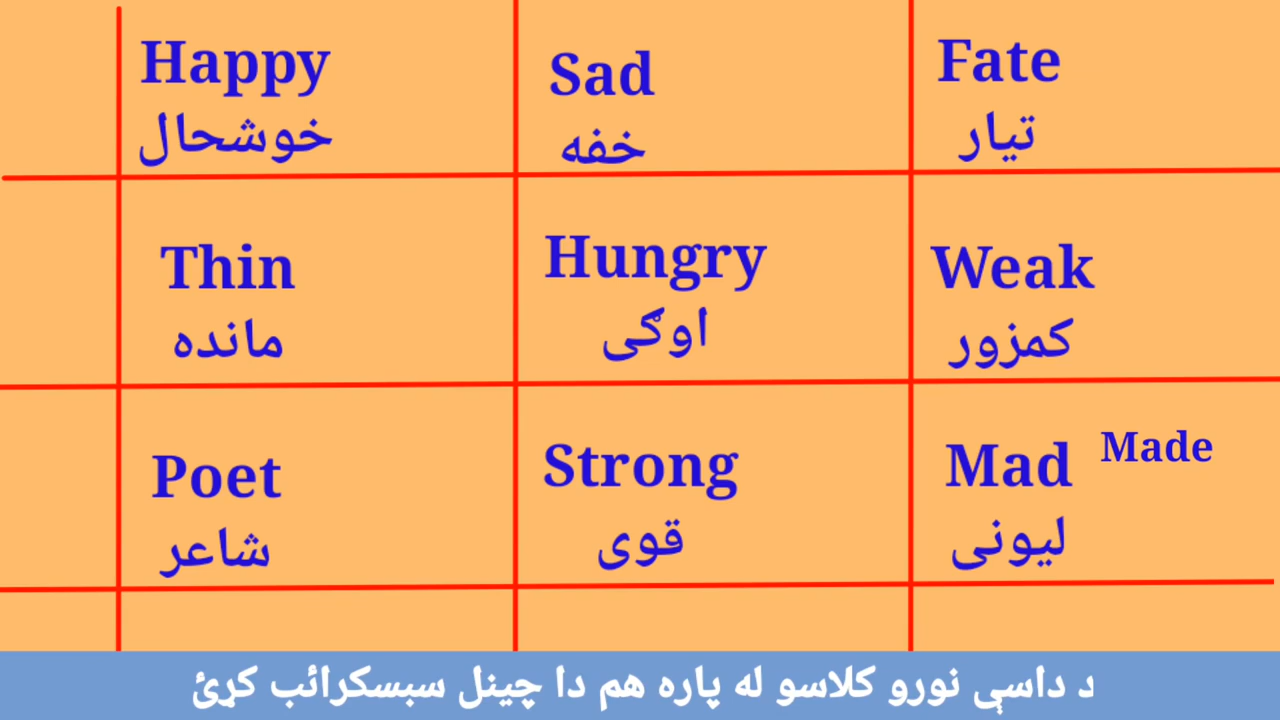 Happy
خوشحال
Sad
خفه
Fate
تیار
Thin
مانده
Hungry
اوګی
Weak
کمزور
Poet
شاعر
Strong
قوی
Mad Made
لیونی
د داسې نورو کلاسو له پاره هم دا چینل سبسکرائب کړئ